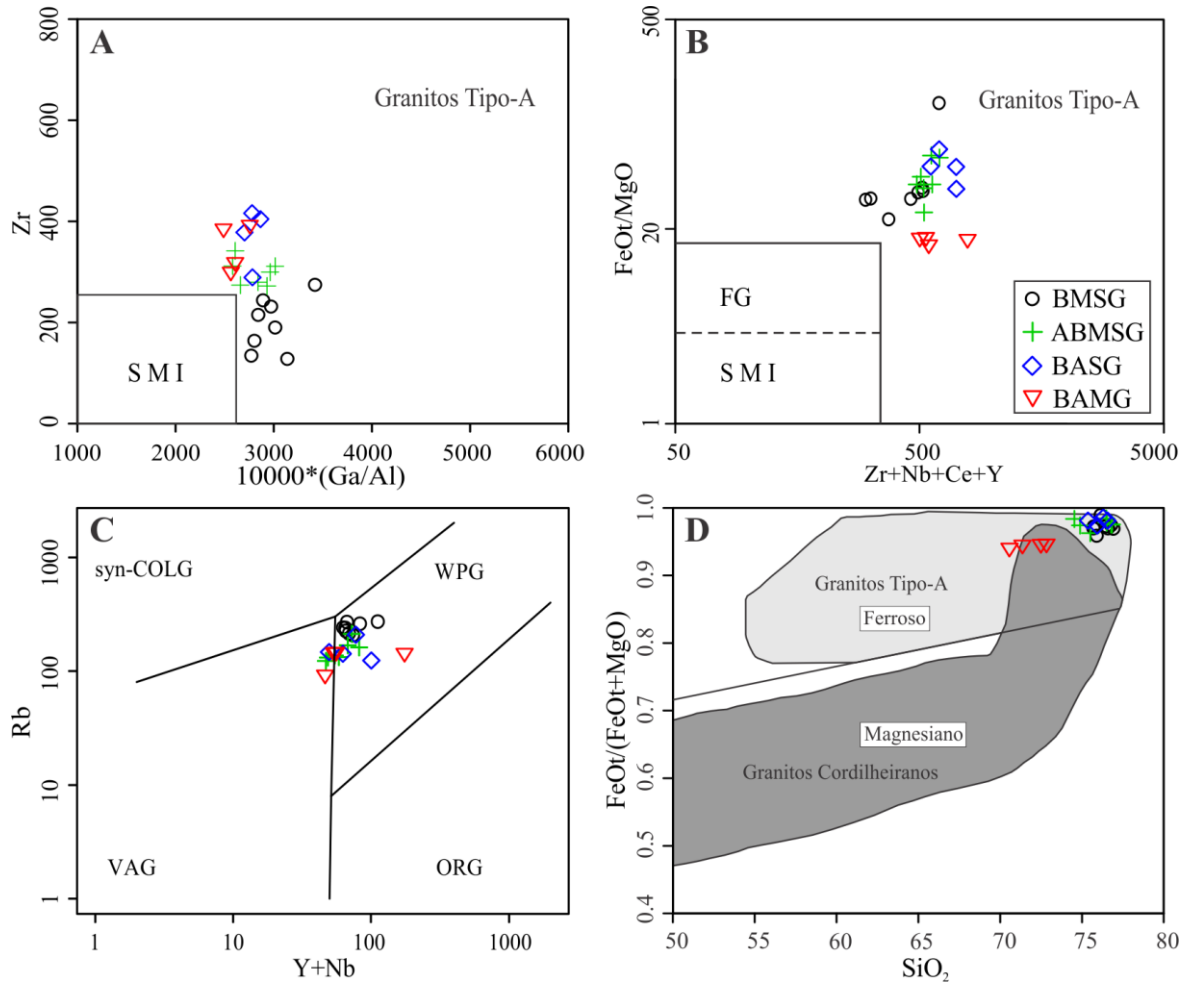 A
Granitos Tipo-A
S M I
Zr
0
200
400
600
800
1000
2000
3000
4000
5000
6000
10000*(Ga/Al)
B
Granitos Tipo-A
FG
S M I
BMSG
ABMSG
BASG
BAMG
FeOt/MgO
1
20
500
50
500
5000
Zr+Nb+Ce+Y
C
syn-COLG
WPG
VAG
ORG
Rb
1
10
100
1000
1
10
100
1000
Y+Nb
D
Granitos Tipo-A
Ferroso
Magnesiano
Granitos Cordilheiranos
FeOt/(FeOt+MgO)
0.4
0.5
0.6
0.7
0.8
0.9
1.0
50
55
60
65
70
75
80
SiO₂